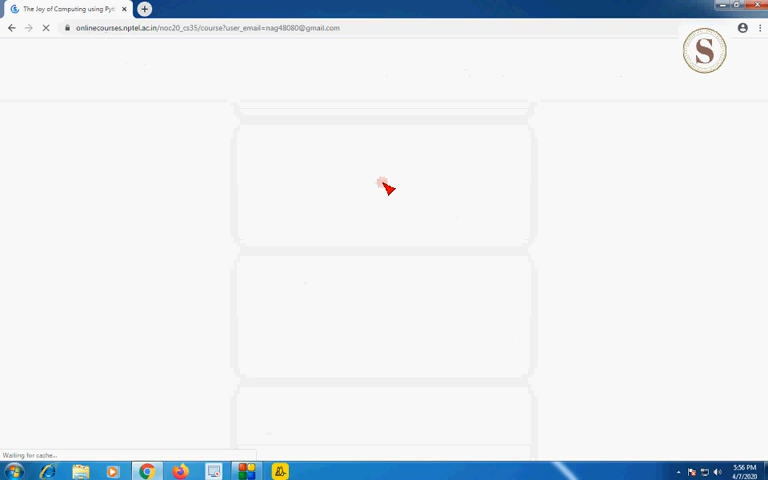 The Joy of Computing using Pyt
onlinecourses.nptel.ac.in/noc20_cs35/course?user_email=nag48080@gmail.com
S
Waiting for cache...
5:56 PM
4/7/2020